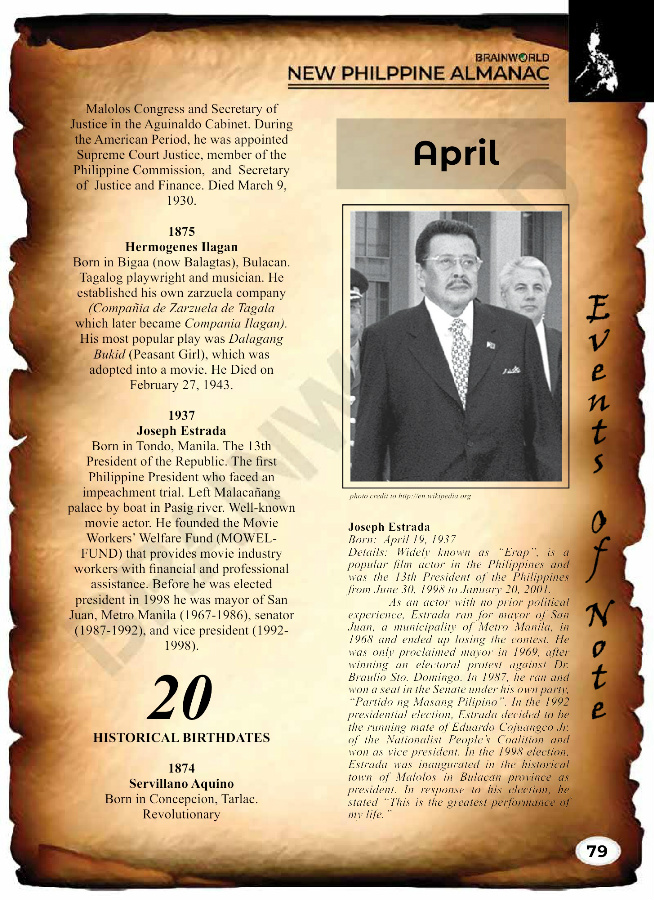 BRAINWORLD
NEW PHILPPINE ALMANAC
Malolos Congress and Secretary of
Justice in the Aguinaldo Cabinet. During
the American Period, he was appointed
Supreme Court Justice, member of the
Philippine Commission, and Secretary
of Justice and Finance. Died March 9,
1930.
1875
Hermogenes Ilagan
Born in Bigaa (now Balagtas), Bulacan.
Tagalog playwright and musician. He
established his own zarzuela company
(Compañia de Zarzuela de Tagala
which later became Compania Ilagan).
His most popular play was Dalagang
Bukid (Peasant Girl), which was
adopted into a movie. He Died on
February 27, 1943.
1937
Joseph Estrada
Born in Tondo, Manila. The 13th
President of the Republic. The first
Philippine President who faced an
impeachment trial. Left Malacañang
palace by boat in Pasig river. Well-known
movie actor. He founded the Movie
Workers' Welfare Fund (MOWEL-
FUND) that provides movie industry
workers with financial and professional
assistance. Before he was elected
president in 1998 he was mayor of San
Juan, Metro Manila (1967-1986), senator
(1987-1992), and vice president (1992-
1998).
20
HISTORICAL BIRTHDATES
1874
Servillano Aquino
Born in Concepcion, Tarlac.
Revolutionary
April
photo credit to http://en.wikipedia.org
Joseph Estrada
Born: April 19, 1937
Details: Widely known as "Erap", is a
popular film actor in the Philippines and
was the 13th President of the Philippines
from June 30, 1998 to January 20, 2001.
As an actor with no prior political
experience, Estrada ran for mayor of San
Juan, a municipality of Metro Manila, in
1968 and ended up losing the contest. He
was only proclaimed mayor in 1969, after
winning an electoral protest against Dr.
Braulio Sto. Domingo. In 1987, he ran and
won a seat in the Senate under his own party,
"Partido ng Masang Pilipino". In the 1992
presidential election, Estrada decided to be
the running mate of Eduardo Cojuangco Jr.
of the Nationalist People's Coalition and
won as vice president. In the 1998 election,
Estrada was inaugurated in the historical
town of Malolos in Bulacan province as
president. In response to his election, he
stated "This is the greatest performance of
my life."
Events of Note
79